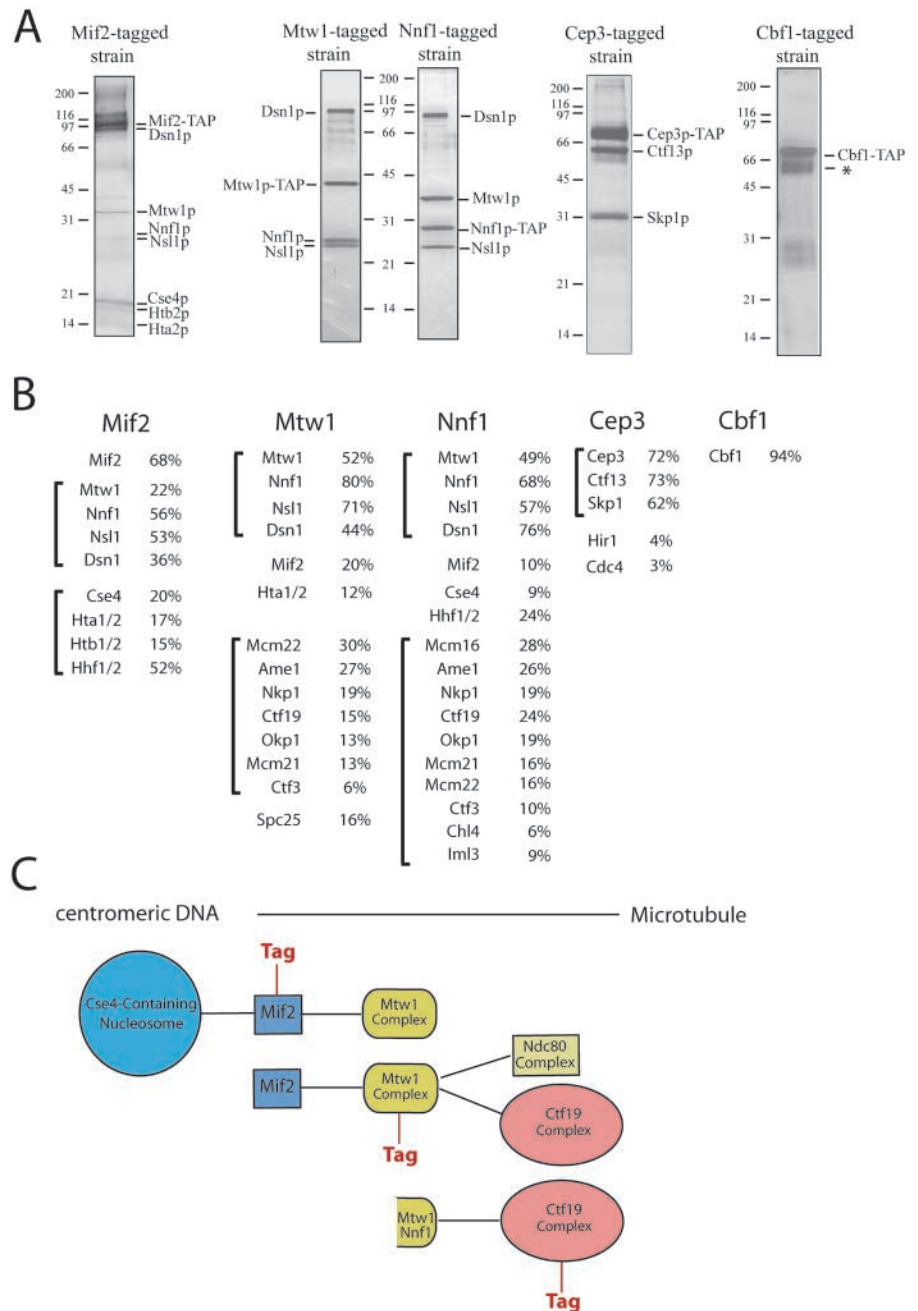 A
Mif2-tagged
strain
200
116
97
66
45
31
21
14
Mif2-TAP
Dsn1p
Mtw1p
Nnf1p
Nsl1p
Cse4p
Htb2p
Hta2p
Mtw1-tagged
strain
Dsn1p
Mtw1p-TAP
Nnf1p
Nsl1p
Nnf1-tagged
strain
200
116
97
66
45
31
21
14
Dsn1p
Mtw1p
Nnf1p-TAP
Nsl1p
Cep3-tagged
strain
200
116
97
66
45
31
21
14
Cep3p-TAP
Ctf13p
Skp1p
Cbf1-tagged
strain
200
116
97
66
45
31
21
14
Cbf1-TAP
*
B
Mif2
Mif2 68%
Mtw1 22%
Nnf1 56%
Nsl1 53%
Dsn1 36%
Cse4 20%
Hta1/2 17%
Htb1/2 15%
Hhf1/2 52%
Mtw1
Mtw1 52%
Nnf1 80%
Nsl1 71%
Dsn1 44%
Mif2 20%
Hta1/2 12%
Mcm22 30%
Ame1 27%
Nkp1 19%
Ctf19 15%
Okp1 13%
Mcm21 13%
Ctf3 6%
Spc25 16%
Nnf1
Mtw1 49%
Nnf1 68%
Nsl1 57%
Dsn1 76%
Mif2 10%
Cse4 9%
Hhf1/2 24%
Mcm16 28%
Ame1 26%
Nkp1 19%
Ctf19 24%
Okp1 19%
Mcm21 16%
Mcm22 16%
Ctf3 10%
Chl4 6%
Iml3 9%
Cep3
Cep3 72%
Ctf13 73%
Skp1 62%
Hir1 4%
Cdc4 3%
Cbf1
Cbf1 94%
C
centromeric DNA
Microtubule
Tag
Cse4-Containing
Nucleosome
Mif2
Mtw1
Complex
Mif2
Mtw1
Complex
Ndc80
Complex
Ctf19
Complex
Tag
Mtw1
Nnf1
Ctf19
Complex
Tag